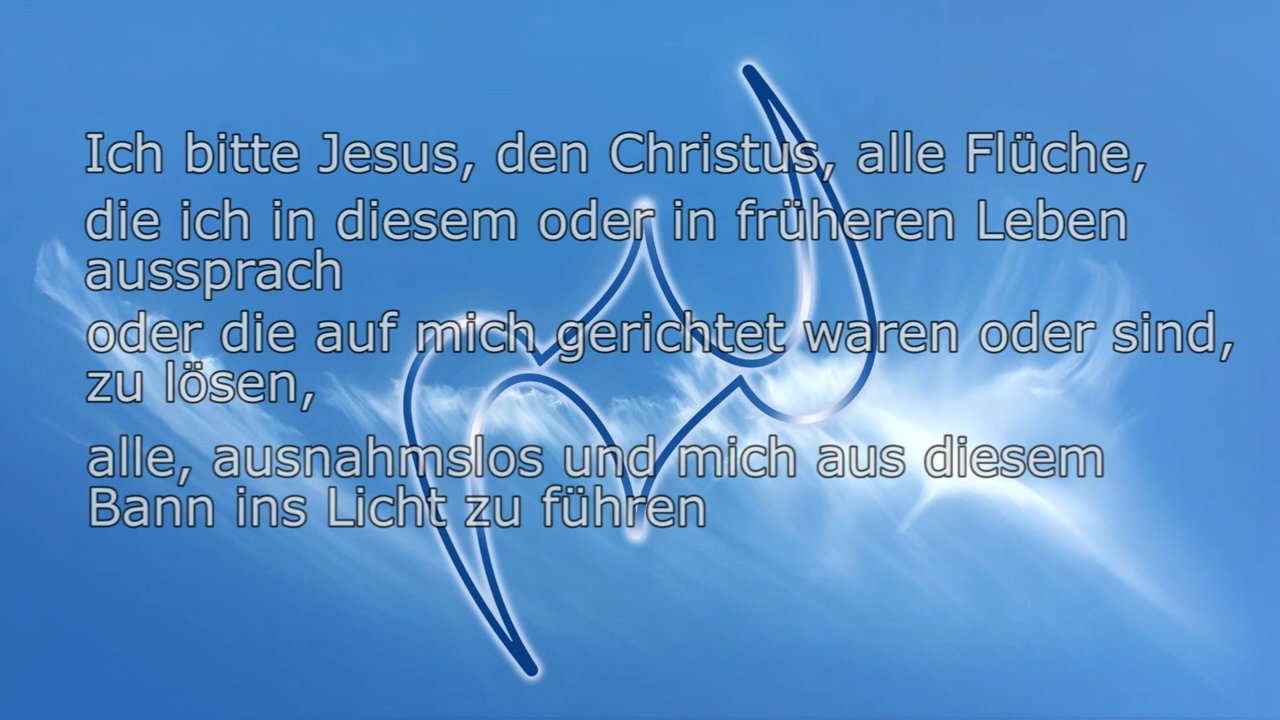 Ich bitte Jesus, den Christus, alle Flüche,
die ich in diesem oder in früheren Leben
aussprach
oder die auf mich gerichtet waren oder sind,
zu lösen,
alle, ausnahmslos und mich aus diesem
Bann ins Licht zu führen